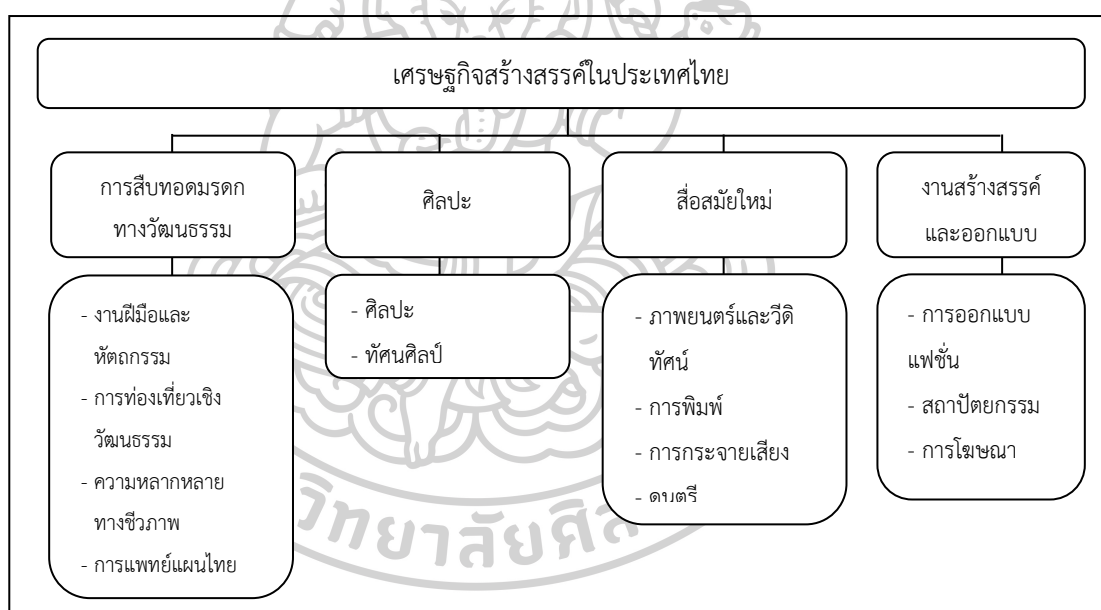 เศรษฐกิจสร้างสรรค์ในประเทศไทย
การสืบทอดมรดก
ทางวัฒนธรรม
ศิลปะ
สื่อสมัยใหม่
งานสร้างสรรค์
และออกแบบ
- งานฝีมือและ
หัตถกรรม
- การท่องเที่ยวเชิง
วัฒนธรรม
- ความหลากหลาย
ทางชีวภาพ
- การแพทย์แผนไทย
- ศิลปะ
- ทัศนศิลป์
- ภาพยนตร์และวีดิ
ทัศน์
- การพิมพ์
- การกระจายเสียง
- ดนตรี
- การออกแบบ
แฟชั่น
- สถาปัตยกรรม
- การโฆษณา
วิทยาลัยศิล